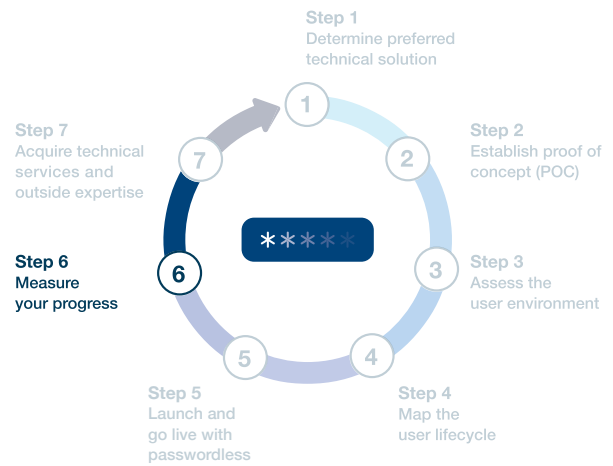 Step 1
Determine preferred
technical solution
1
Step 2
Establish proof of
concept (POC)
2
Step 3
Assess the
user environment
3
Step 4
Map the
user lifecycle
4
Step 5
Launch and
go live with
passwordless
5
Step 6
Measure
your progress
6
Step 7
Acquire technical
services and
outside expertise
7
*****